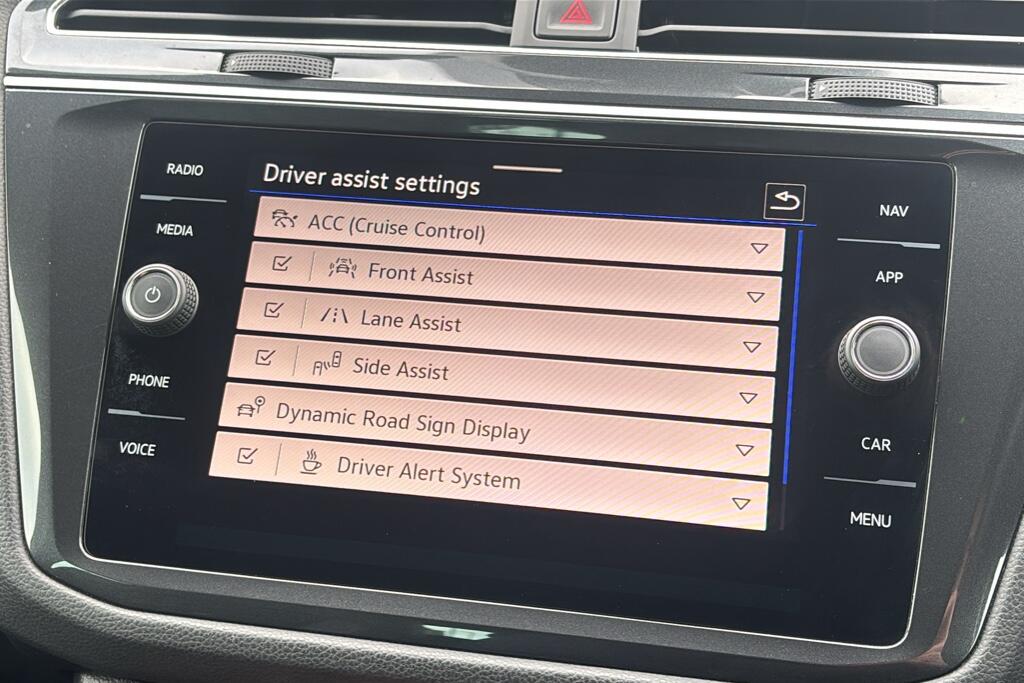 RADIO
MEDIA
PHONE
VOICE
Driver assist settings
ACC (Cruise Control)
Front Assist
Lane Assist
Side Assist
Dynamic Road Sign Display
Driver Alert System
NAV
APP
CAR
MENU